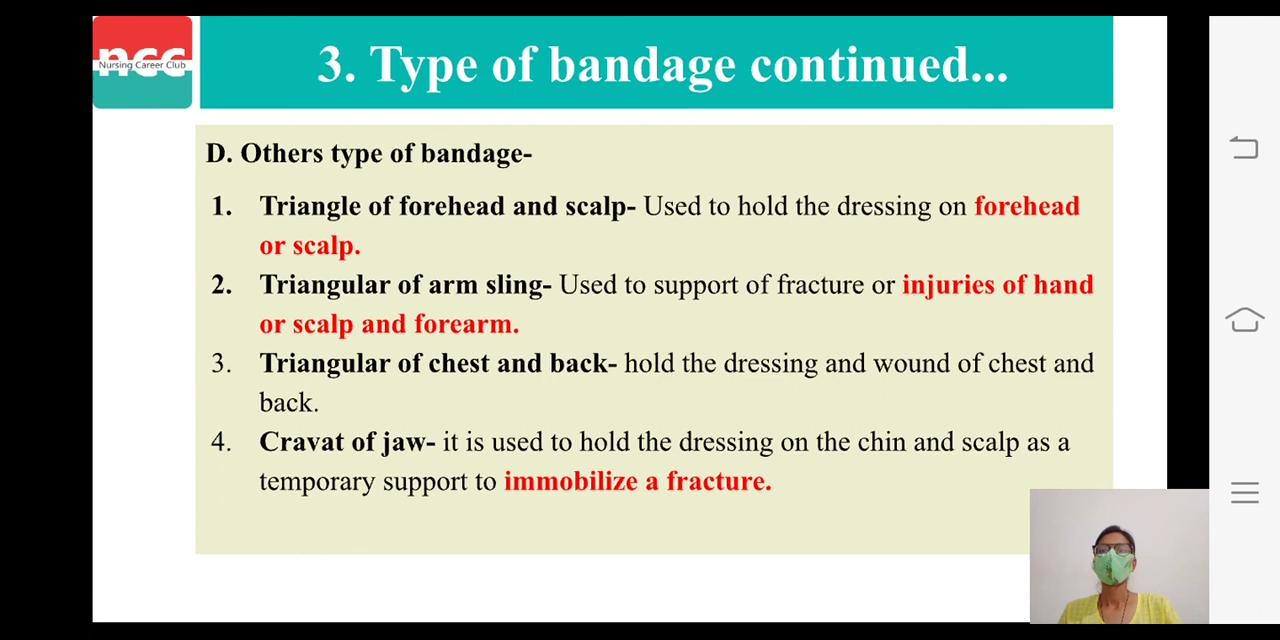 ncc
Nursing Career Club
3. Type of bandage continued...
D. Others type of bandage-
1. Triangle of forehead and scalp- Used to hold the dressing on forehead
or scalp.
2. Triangular of arm sling- Used to support of fracture or injuries of hand
or scalp and forearm.
3. Triangular of chest and back- hold the dressing and wound of chest and
back.
4. Cravat of jaw- it is used to hold the dressing on the chin and scalp as a
temporary support to immobilize a fracture.